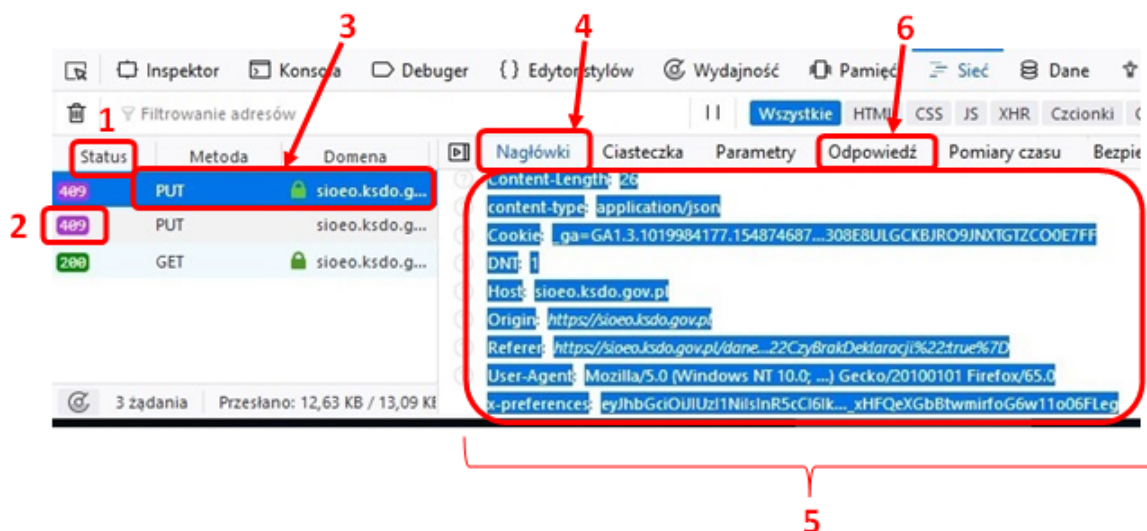 3 4 6
Inspektor Konsola Debuger {} Edytor stylów Wydajność Pamięć Sieć Dane
1 Filtrowanie adresów Wszystkie HTML CSS JS XHR Czcionki
Status Metoda Domena Nagłówki Ciasteczka Parametry Odpowiedź Pomiary czasu Bezpie
Content-Length: 26
409 PUT sioeo.ksdo.g...
content-type: application/json
2 409 PUT sioeo.ksdo.g...
Cookie: _ga=GA1.3.1019984177.154874687...308E8ULGCKBJRO9JNXTGTZCO0E7FF
200 GET sioeo.ksdo.g...
DNT: 1
Host: sioeo.ksdo.gov.pl
Origin: https://sioeo.ksdo.gov.pl
Referer: https://sioeo.ksdo.gov.pl/dane...22CzyBrakDeklaracji%22:true%7D
User-Agent: Mozilla/5.0 (Windows NT 10.0; ...) Gecko/20100101 Firefox/65.0
3 żądania Przesłano: 12,63 KB / 13,09 KB
x-preferences:
5